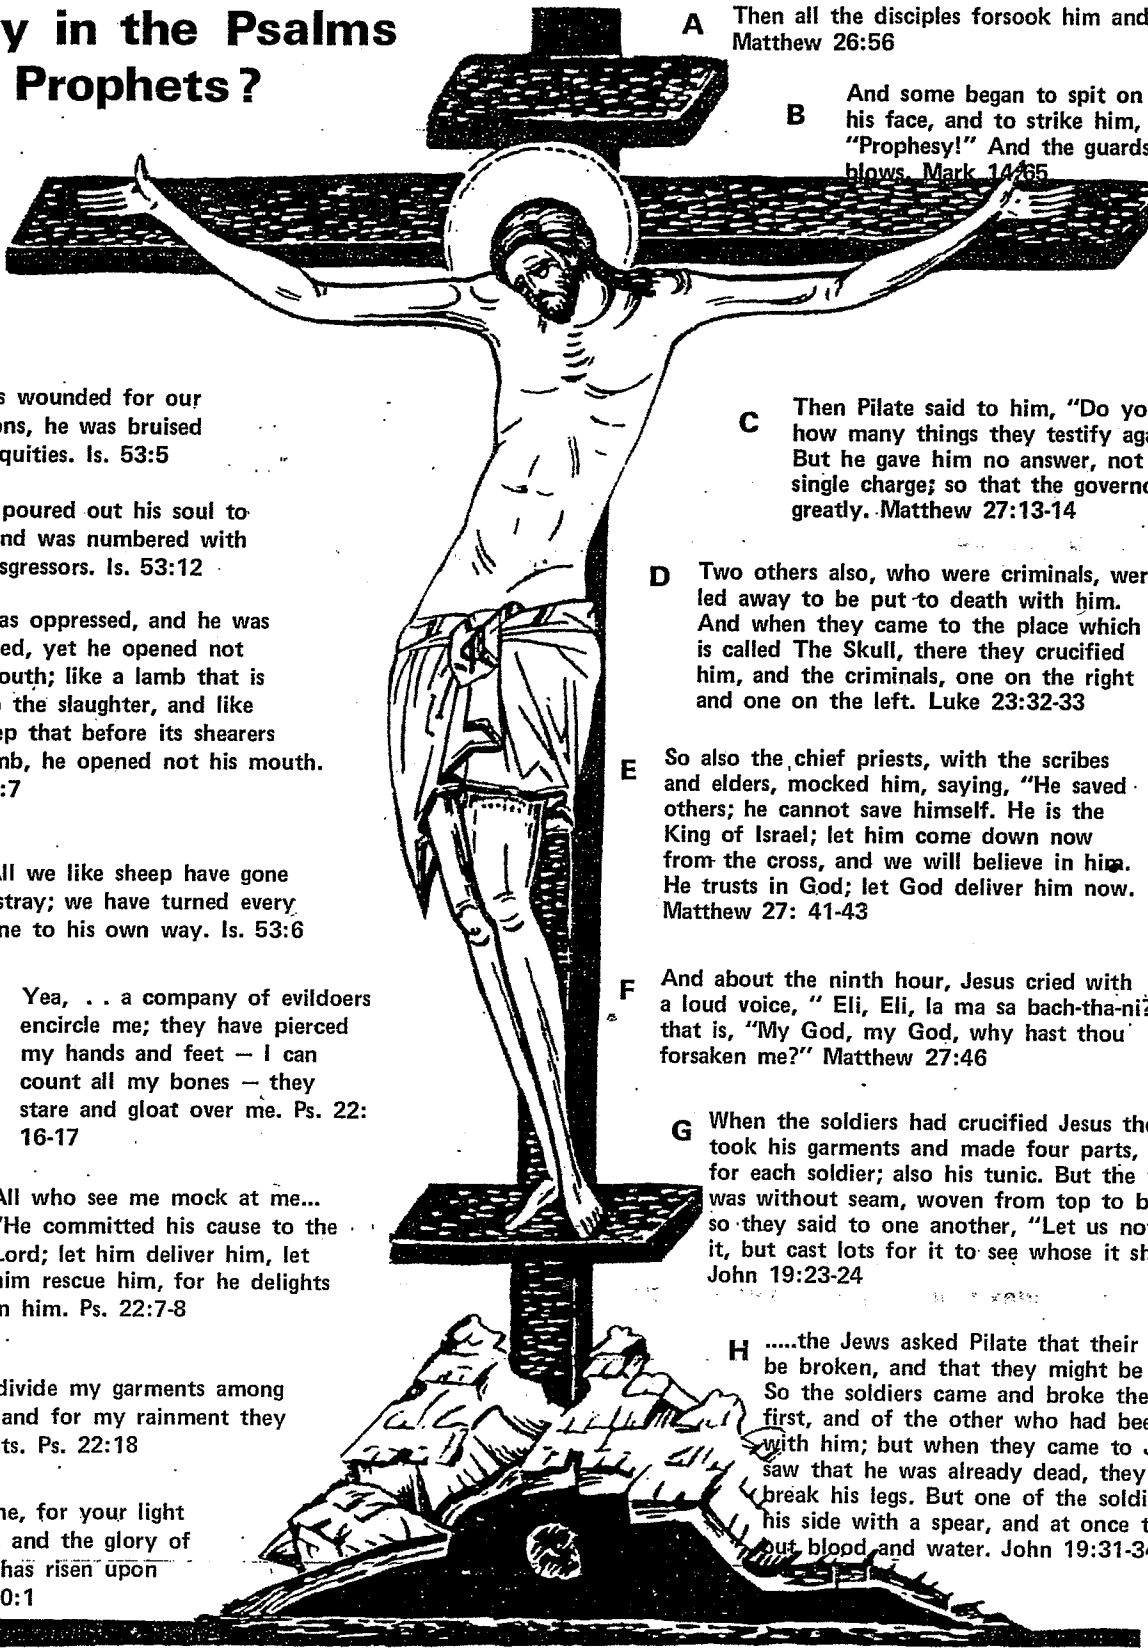 y in the Psalms
Prophets?
s wounded for our
ons, he was bruised
quities. Is. 53:5
poured out his soul to
nd was numbered with
sgressors. Is. 53:12
as oppressed, and he was
ed, yet he opened not
outh; like a lamb that is
the slaughter, and like
ep that before its shearers
mb, he opened not his mouth.
:7
ll we like sheep have gone
stray; we have turned every
ne to his own way. Is. 53:6
Yea, . . a company of evildoers
encircle me; they have pierced
my hands and feet — I can
count all my bones — they
stare and gloat over me. Ps. 22:
16-17
All who see me mock at me...
"He committed his cause to the
Lord; let him deliver him, let
him rescue him, for he delights
n him. Ps. 22:7-8
divide my garments among
and for my rainment they
ts. Ps. 22:18
ne, for your light
and the glory of
has risen upon
0:1
A Then all the disciples forsook him and
Matthew 26:56
B And some began to spit on
his face, and to strike him,
"Prophesy!" And the guards
blows. Mark 14:65
C Then Pilate said to him, "Do yo
how many things they testify aga
But he gave him no answer, not
single charge; so that the governo
greatly. Matthew 27:13-14
D Two others also, who were criminals, wer
led away to be put to death with him.
And when they came to the place which
is called The Skull, there they crucified
him, and the criminals, one on the right
and one on the left. Luke 23:32-33
E So also the chief priests, with the scribes
and elders, mocked him, saying, "He saved
others; he cannot save himself. He is the
King of Israel; let him come down now
from the cross, and we will believe in him.
He trusts in God; let God deliver him now.
Matthew 27: 41-43
F And about the ninth hour, Jesus cried with
a loud voice, " Eli, Eli, la ma sa bach-tha-ni?
that is, "My God, my God, why hast thou
forsaken me?" Matthew 27:46
G When the soldiers had crucified Jesus the
took his garments and made four parts,
for each soldier; also his tunic. But the
was without seam, woven from top to b
so they said to one another, "Let us no
it, but cast lots for it to see whose it sh
John 19:23-24
H .....the Jews asked Pilate that their
be broken, and that they might be
So the soldiers came and broke the
first, and of the other who had bee
with him; but when they came to J
saw that he was already dead, they
break his legs. But one of the soldi
his side with a spear, and at once t
out blood and water. John 19:31-34